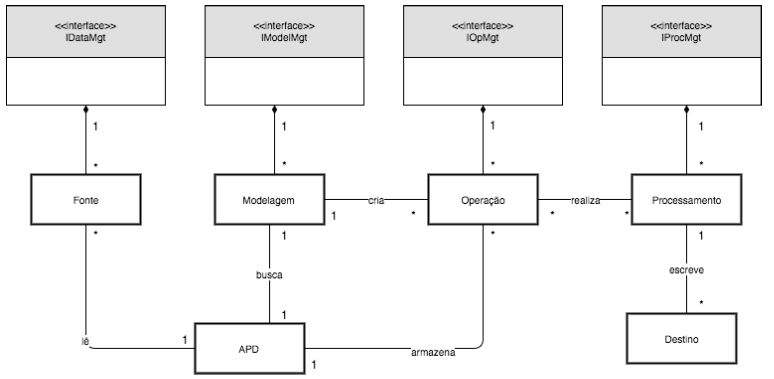 <<interface>>
IDataMgt
<<interface>>
IModelMgt
<<interface>>
IOpMgt
<<interface>>
IProcMgt
1
1
1
1
*
*
*
*
Fonte
Modelagem
cria
Operação
realiza
Processamento
1
*
*
*
*
1
*
1
busca
escreve
1
1
*
lê
APD
armazena
1
Destino